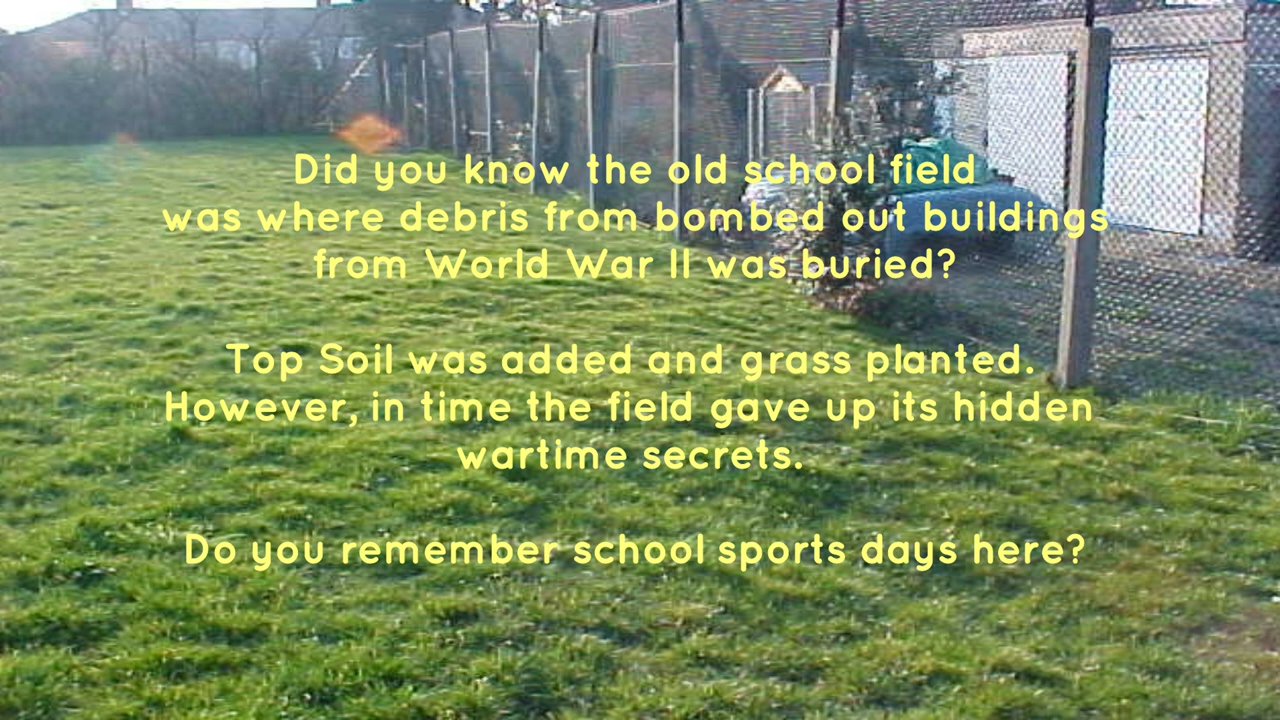 Did you know the old school field
was where debris from bombed out buildings
from World War II was buried?
Top Soil was added and grass planted.
However, in time the field gave up its hidden
wartime secrets.
Do you remember school sports days here?